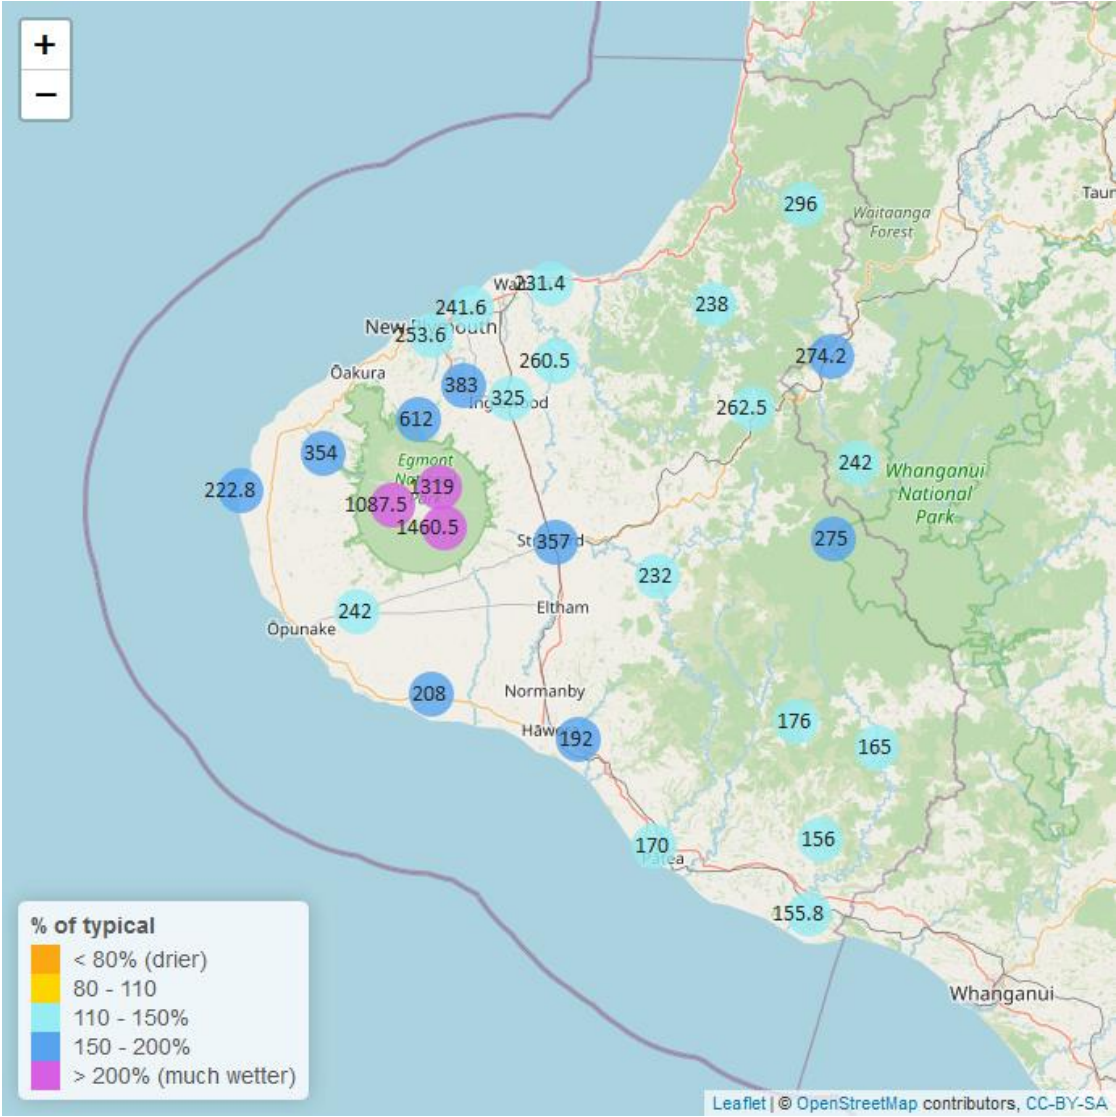 +
−
Taur
296
Waitaanga
Forest
231.4
241.6
238
New Plymouth
253.6
274.2
260.5
Ōakura
383
325
262.5
612
354
Egmont
242
Whanganui
National
Park
1319
222.8
1087.5
1460.5
357
275
232
242
Eltham
Ōpunake
208
Normanby
176
192
165
170
Patea
156
155.8
% of typical
< 80% (drier)
80 - 110
110 - 150%
150 - 200%
> 200% (much wetter)
Whanganui
Leaflet | © OpenStreetMap contributors, CC-BY-SA